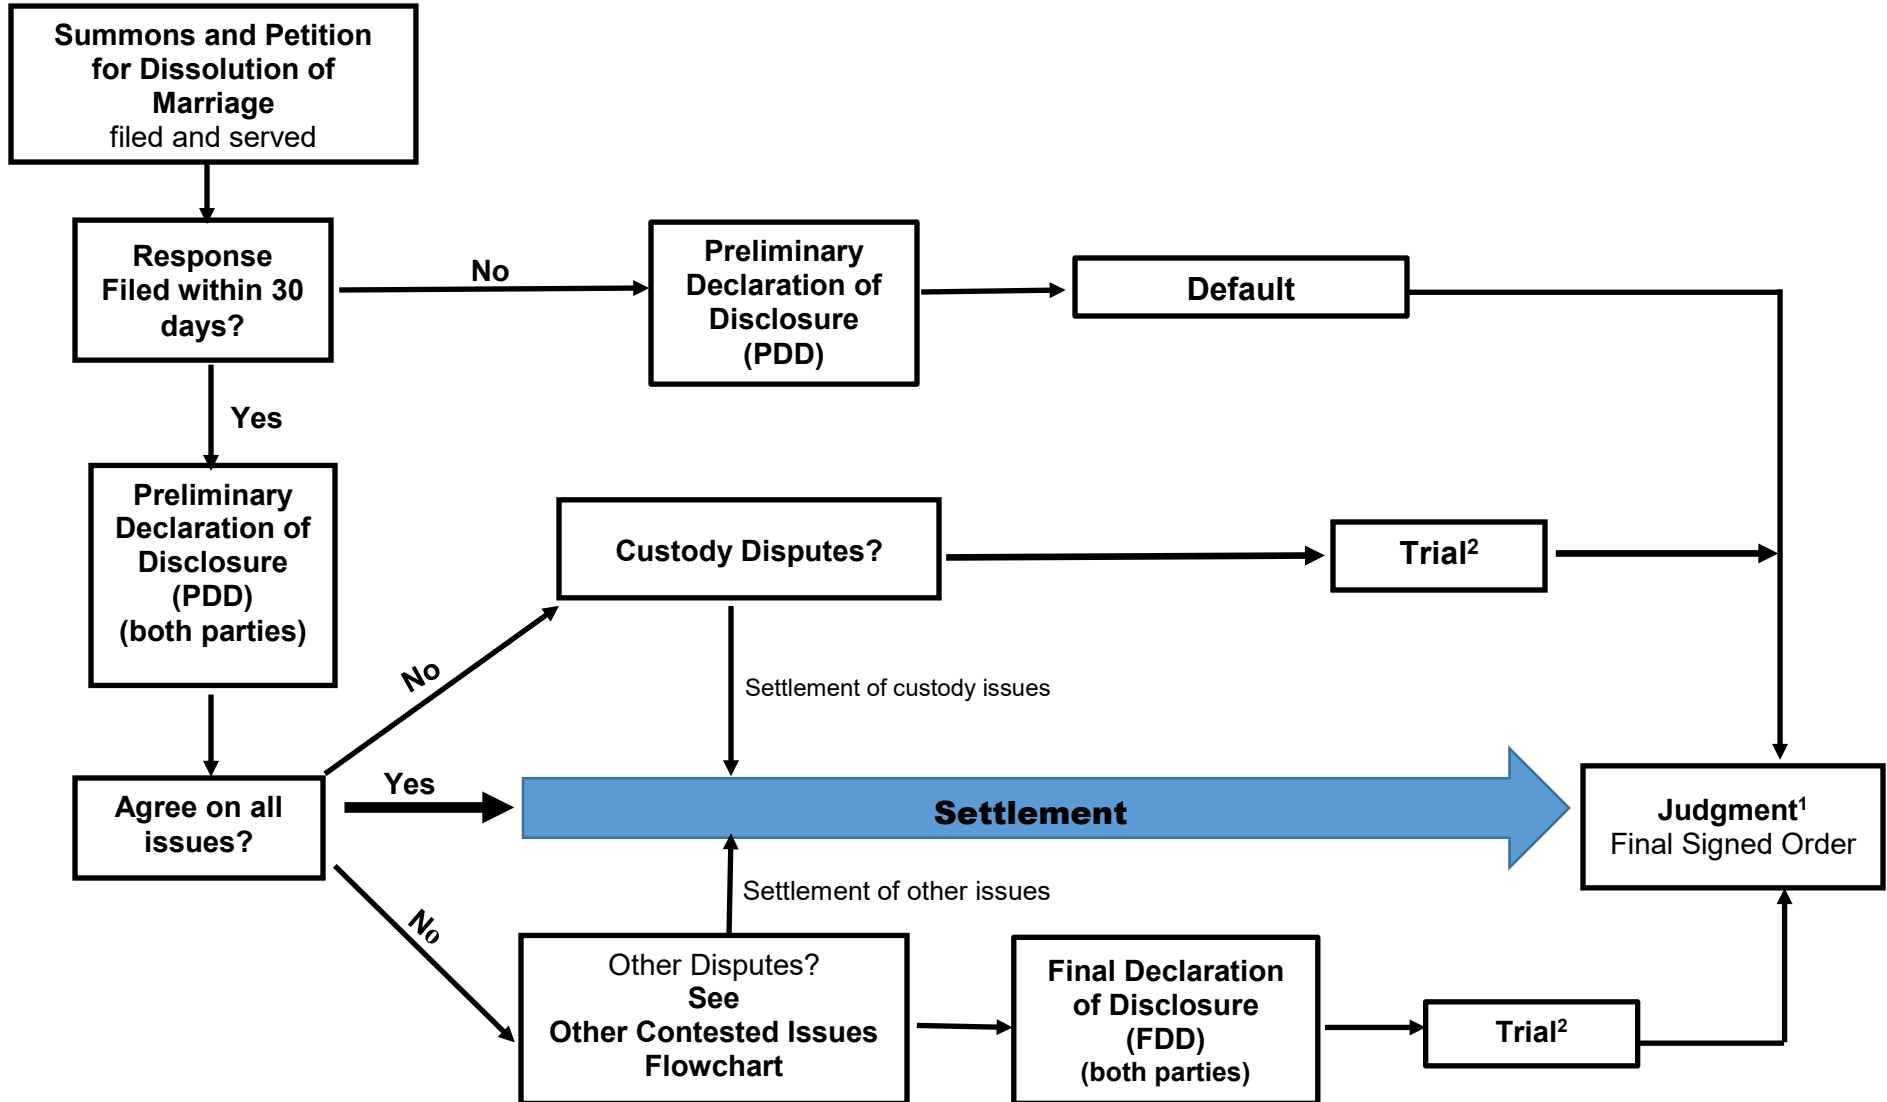 Summons and Petition
for Dissolution of
Marriage
filed and served
Response
Filed within 30
days?
No
Preliminary
Declaration of
Disclosure
(PDD)
Default
Yes
Preliminary
Declaration of
Disclosure
(PDD)
(both parties)
Custody Disputes?
Trial²
No
Settlement of custody issues
Agree on all
issues?
Yes
Settlement
Judgment¹
Final Signed Order
Settlement of other issues
No
Other Disputes?
See
Other Contested Issues
Flowchart
Final Declaration
of Disclosure
(FDD)
(both parties)
Trial²